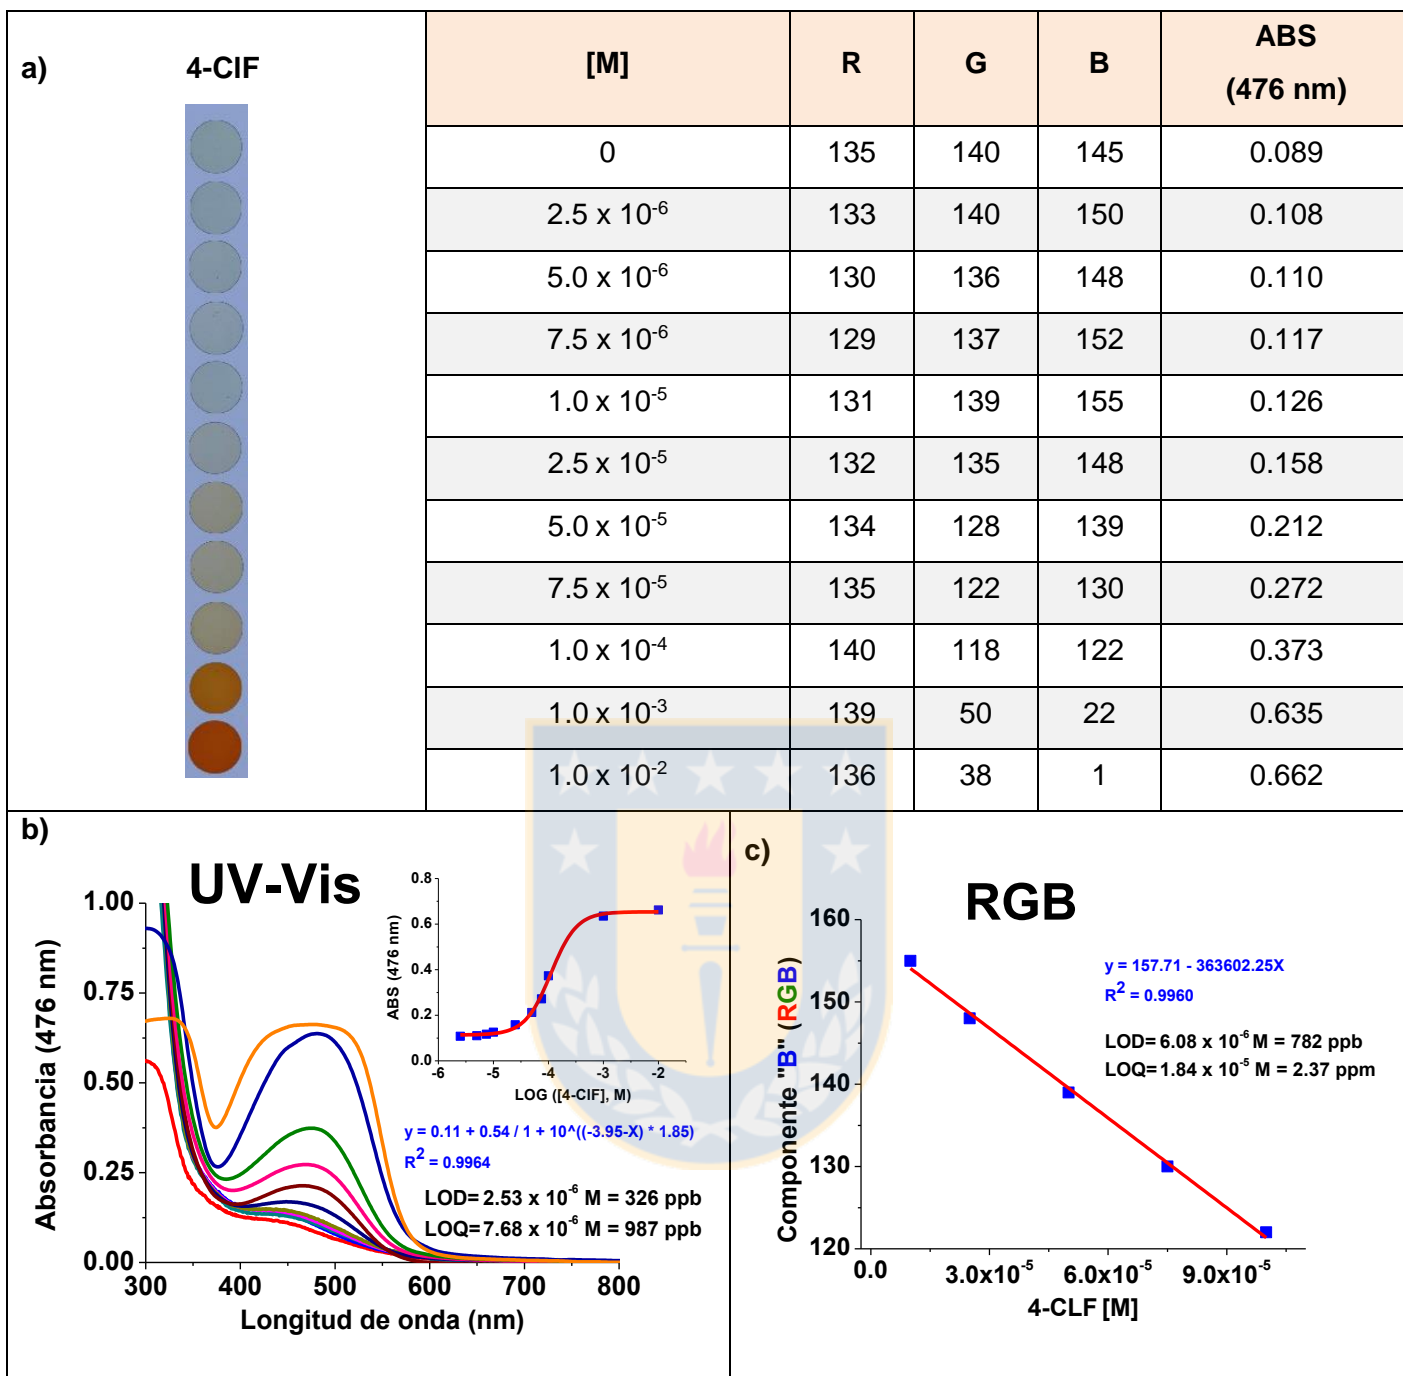 a) 4-ClF
[M] R G B ABS (476 nm)
0 135 140 145 0.089
2.5 x 10⁻⁶ 133 140 150 0.108
5.0 x 10⁻⁶ 130 136 148 0.110
7.5 x 10⁻⁶ 129 137 152 0.117
1.0 x 10⁻⁵ 131 139 155 0.126
2.5 x 10⁻⁵ 132 135 148 0.158
5.0 x 10⁻⁵ 134 128 139 0.212
7.5 x 10⁻⁵ 135 122 130 0.272
1.0 x 10⁻⁴ 140 118 122 0.373
1.0 x 10⁻³ 139 50 22 0.635
1.0 x 10⁻² 136 38 1 0.662
b)
UV-Vis
Absorbancia (476 nm)
1.00
0.75
0.50
0.25
0.00
300 400 500 600 700 800
Longitud de onda (nm)
ABS (476 nm)
0.8
0.6
0.4
0.2
0.0
-6 -5 -4 -3 -2
LOG ([4-ClF], M)
y = 0.11 + 0.54 / 1 + 10^((-3.95-X) * 1.85)
R² = 0.9964
LOD= 2.53 x 10⁻⁶ M = 326 ppb
LOQ= 7.68 x 10⁻⁶ M = 987 ppb
c)
RGB
Componente "B" (RGB)
160
150
140
130
120
0.0 3.0x10⁻⁵ 6.0x10⁻⁵ 9.0x10⁻⁵
4-CLF [M]
y = 157.71 - 363602.25X
R² = 0.9960
LOD= 6.08 x 10⁻⁶ M = 782 ppb
LOQ= 1.84 x 10⁻⁵ M = 2.37 ppm